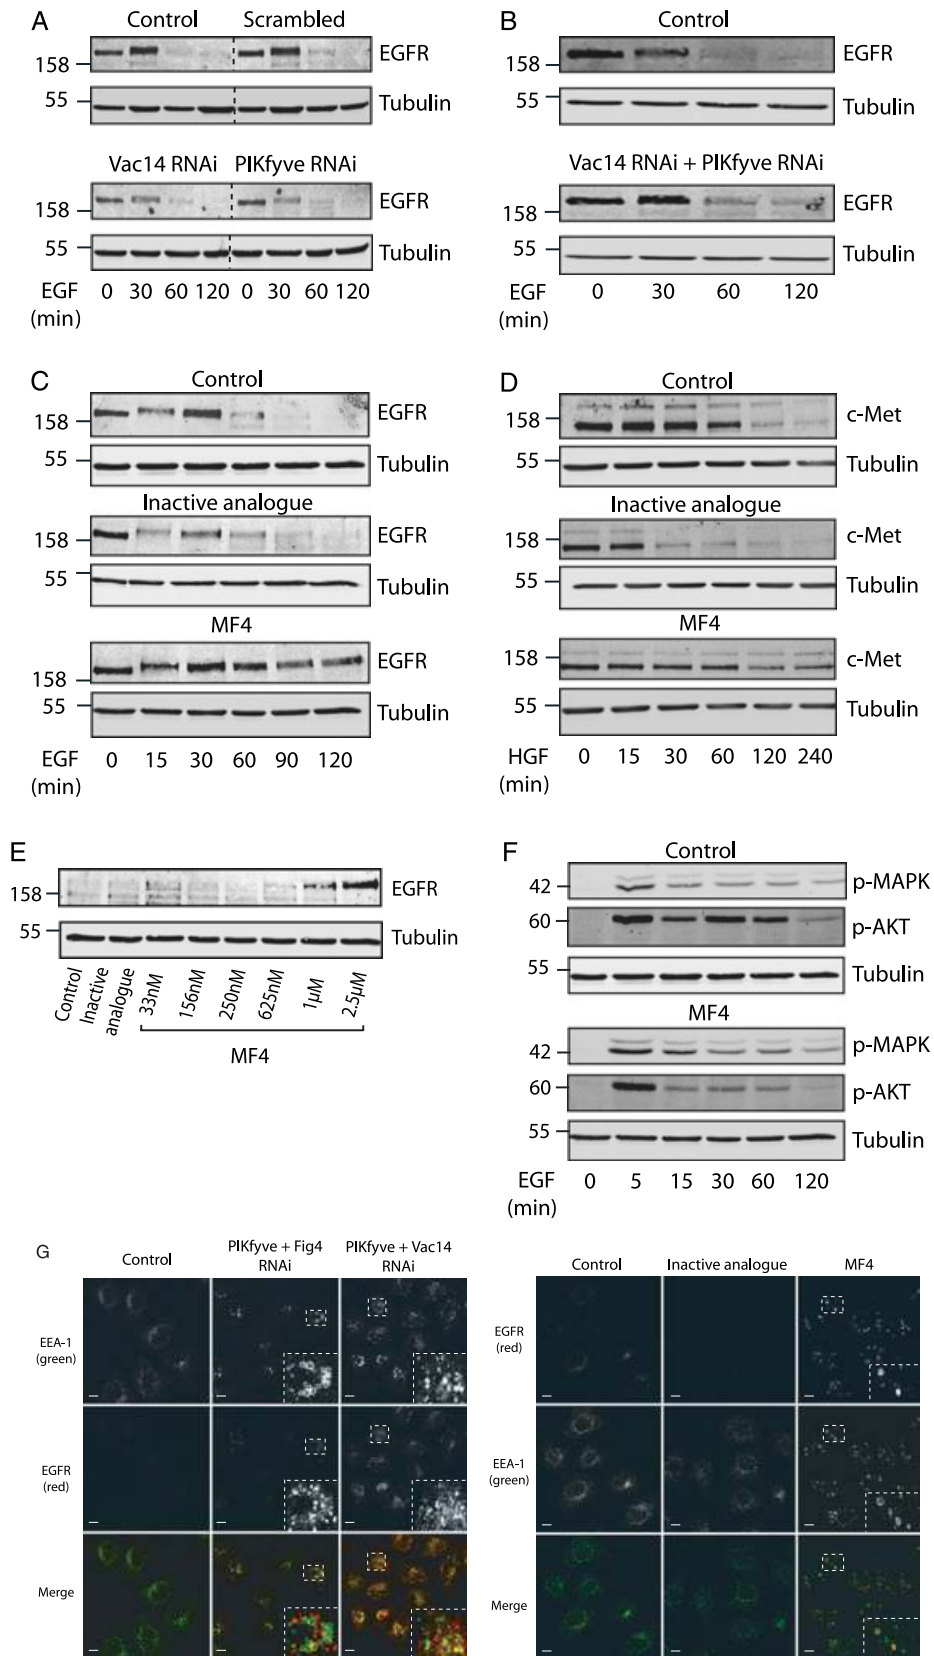 A
Control Scrambled
158 EGFR
55 Tubulin
Vac14 RNAi PIKfyve RNAi
158 EGFR
55 Tubulin
EGF 0 30 60 120 0 30 60 120
(min)
B
Control
158 EGFR
55 Tubulin
Vac14 RNAi + PIKfyve RNAi
158 EGFR
55 Tubulin
EGF 0 30 60 120
(min)
C
Control
158 EGFR
55 Tubulin
Inactive analogue
158 EGFR
55 Tubulin
MF4
158 EGFR
55 Tubulin
EGF 0 15 30 60 90 120
(min)
D
Control
158 c-Met
55 Tubulin
Inactive analogue
158 c-Met
55 Tubulin
MF4
158 c-Met
55 Tubulin
HGF 0 15 30 60 120 240
(min)
E
158 EGFR
55 Tubulin
Control
Inactive
analogue
33nM
156nM
250nM
625nM
1µM
2.5µM
MF4
F
Control
42 p-MAPK
60 p-AKT
55 Tubulin
MF4
42 p-MAPK
60 p-AKT
55 Tubulin
EGF 0 5 15 30 60 120
(min)
G
Control
PIKfyve + Fig4
RNAi
PIKfyve + Vac14
RNAi
EEA-1
(green)
EGFR
(red)
Merge
Control Inactive analogue MF4
EGFR
(red)
EEA-1
(green)
Merge